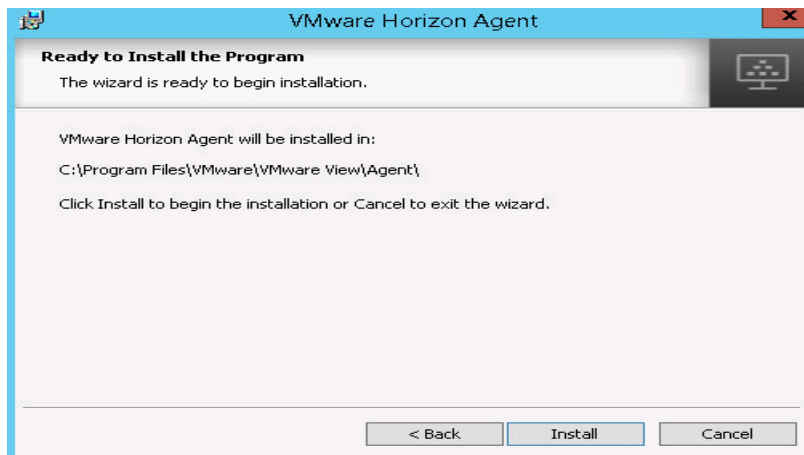 VMware Horizon Agent
Ready to Install the Program
The wizard is ready to begin installation.
VMware Horizon Agent will be installed in:
C:\Program Files\VMware\VMware View\Agent\
Click Install to begin the installation or Cancel to exit the wizard.
< Back Install Cancel